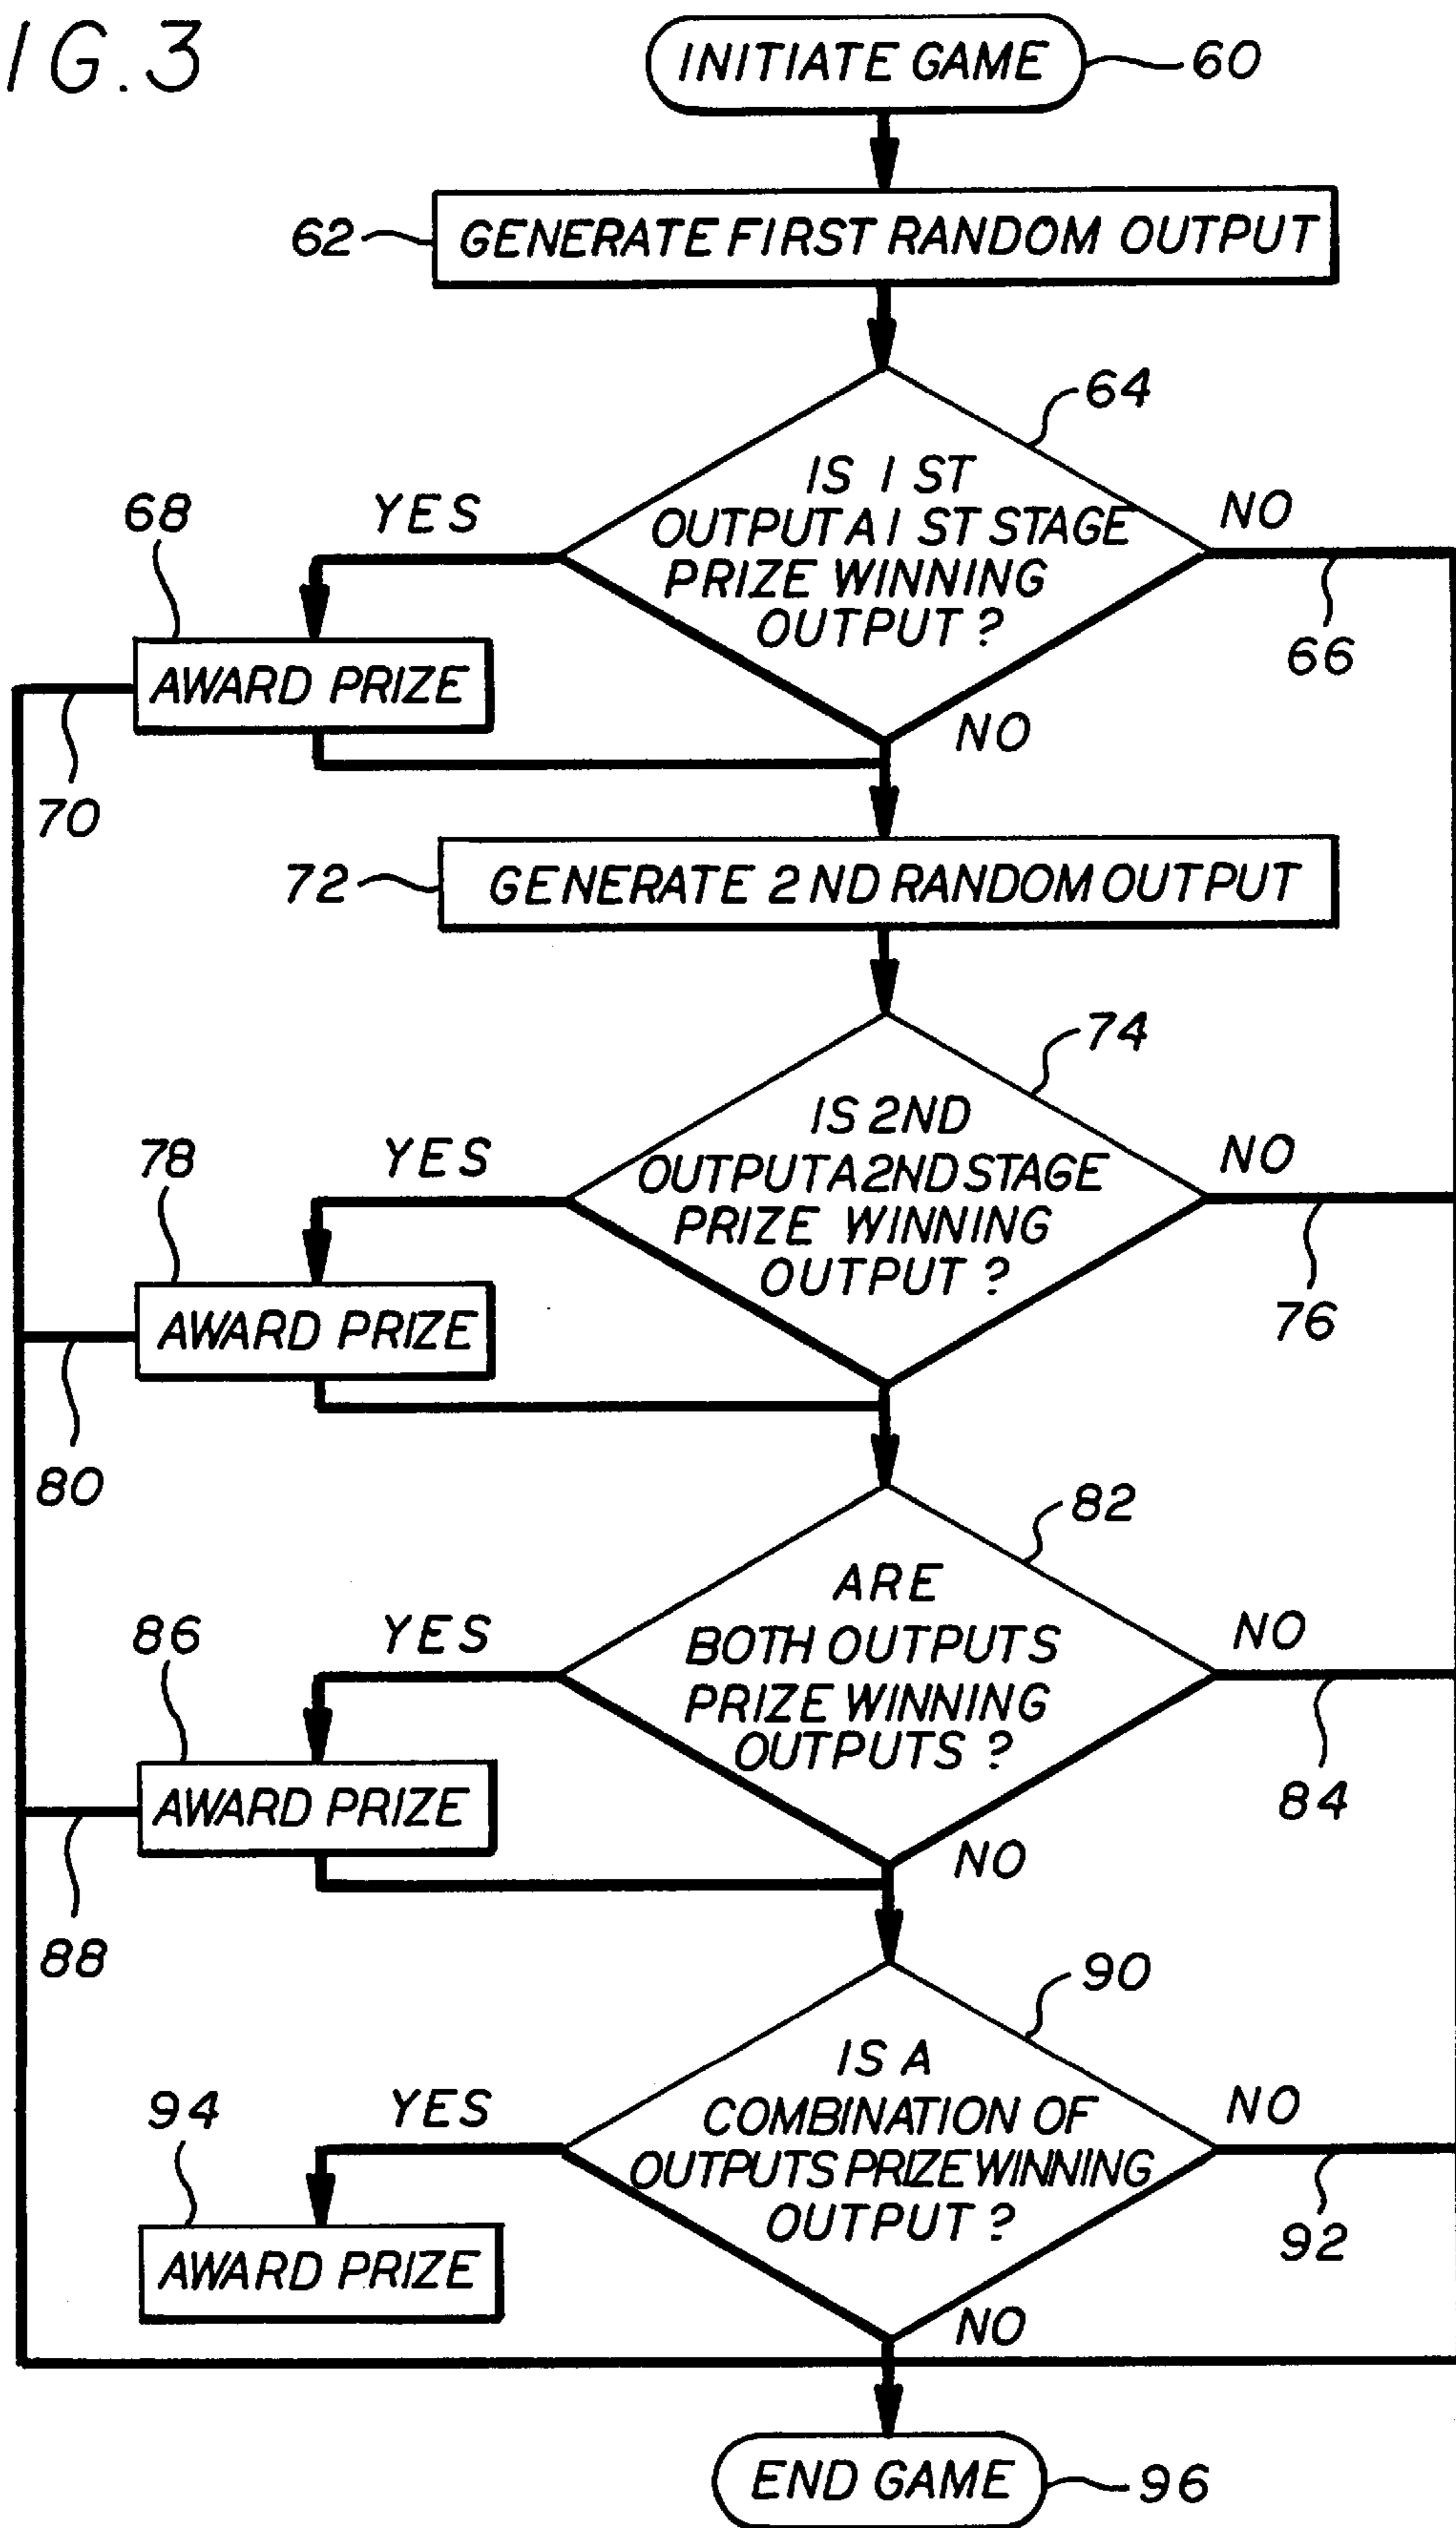 IG.3
INITIATE GAME
60
62
GENERATE FIRST RANDOM OUTPUT
64
IS 1 ST
OUTPUT A 1 ST STAGE
PRIZE WINNING
OUTPUT ?
YES
NO
68
66
AWARD PRIZE
NO
70
72
GENERATE 2 ND RANDOM OUTPUT
74
IS 2ND
OUTPUT A 2ND STAGE
PRIZE WINNING
OUTPUT ?
YES
NO
78
76
AWARD PRIZE
80
82
ARE
BOTH OUTPUTS
PRIZE WINNING
OUTPUTS ?
YES
NO
86
84
AWARD PRIZE
NO
88
90
IS A
COMBINATION OF
OUTPUTS PRIZE WINNING
OUTPUT ?
YES
NO
94
92
AWARD PRIZE
NO
END GAME
96